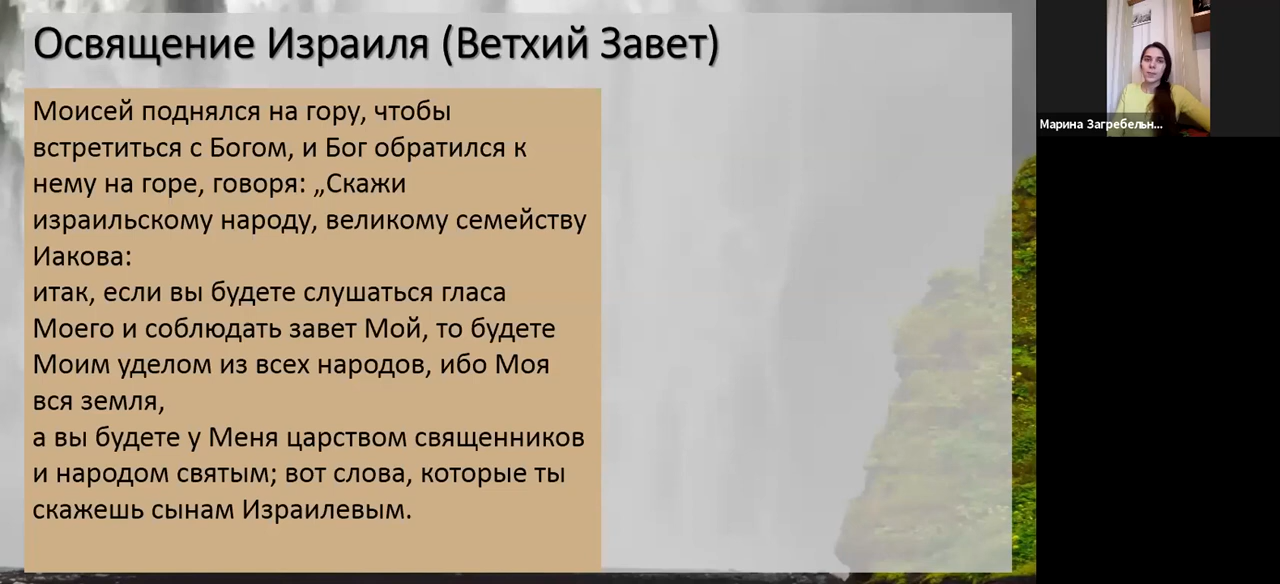 Освящение Израиля (Ветхий Завет)
Моисей поднялся на гору, чтобы
встретиться с Богом, и Бог обратился к
нему на горе, говоря: „Скажи
израильскому народу, великому семейству
Иакова:
итак, если вы будете слушаться гласа
Моего и соблюдать завет Мой, то будете
Моим уделом из всех народов, ибо Моя
вся земля,
а вы будете у Меня царством священников
и народом святым; вот слова, которые ты
скажешь сынам Израилевым.
Марина Загребельн...